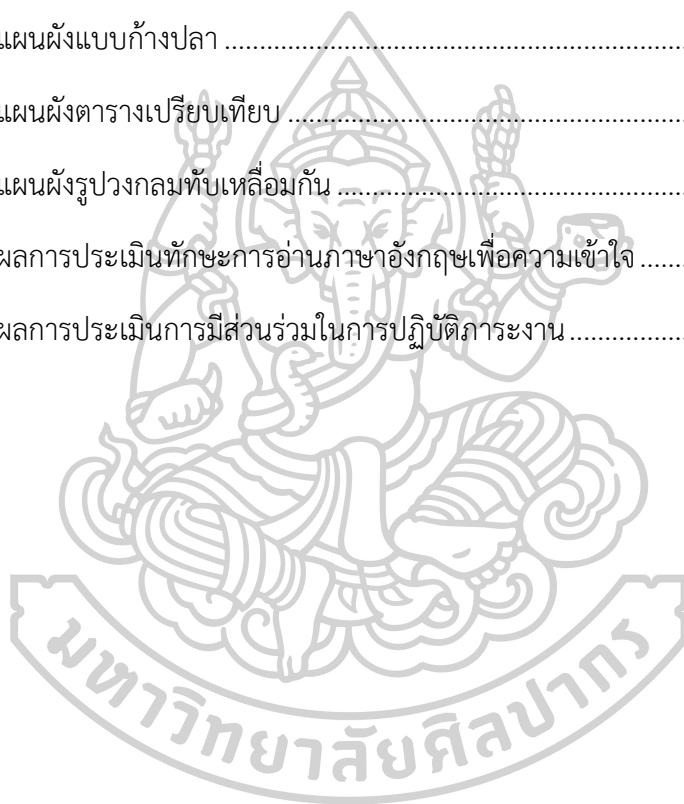 แผนผังแบบก้างปลา ..................................................................
แผนผังตารางเปรียบเทียบ .........................................................
แผนผังรูปวงกลมทับเหลื่อมกัน ..................................................
ผลการประเมินทักษะการอ่านภาษาอังกฤษเพื่อความเข้าใจ .......
ผลการประเมินการมีส่วนร่วมในการปฏิบัติภาระงาน .................
มหาวิทยาลัยศิลปากร